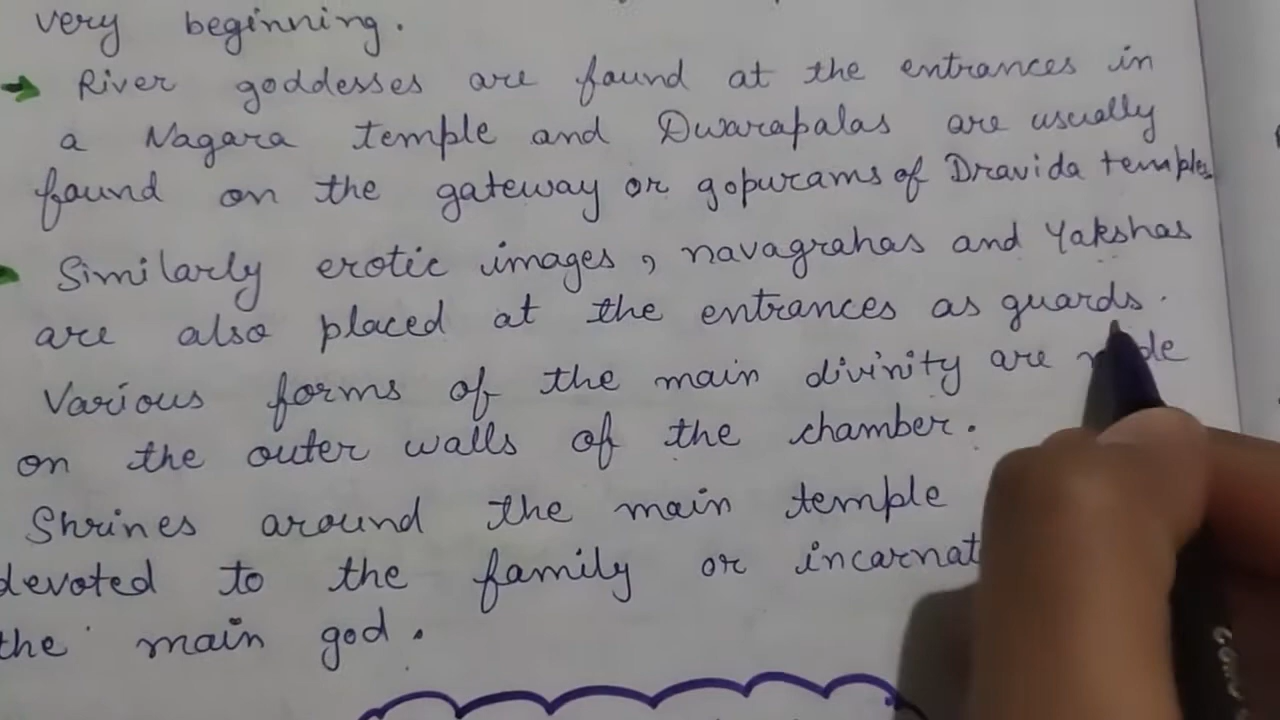 very beginning.
River goddesses are found at the entrances in
a Nagara temple and Dwarapalas are usually
found on the gateway or gopurams of Dravida temples
Similarly erotic images, navagrahas and Yakshas
are also placed at the entrances as guards.
Various forms of the main divinity are
on the outer walls of the chamber.
Shrines around the main temple
devoted to the family or incarnat
the main god.